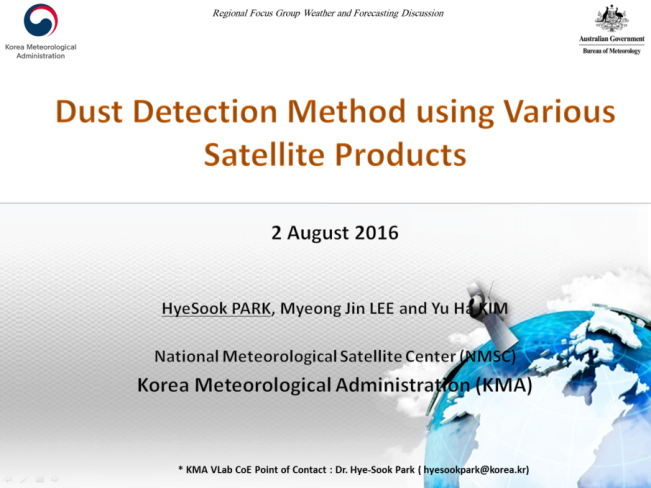 Regional Focus Group Weather and Forecasting Discussion
Korea Meteorological
Administration
Australian Government
Bureau of Meteorology
Dust Detection Method using Various
Satellite Products
2 August 2016
HyeSook PARK, Myeong Jin LEE and Yu Ha KIM
National Meteorological Satellite Center (NMSC)
Korea Meteorological Administration (KMA)
* KMA VLab CoE Point of Contact : Dr. Hye-Sook Park ( hyesookpark@korea.kr)